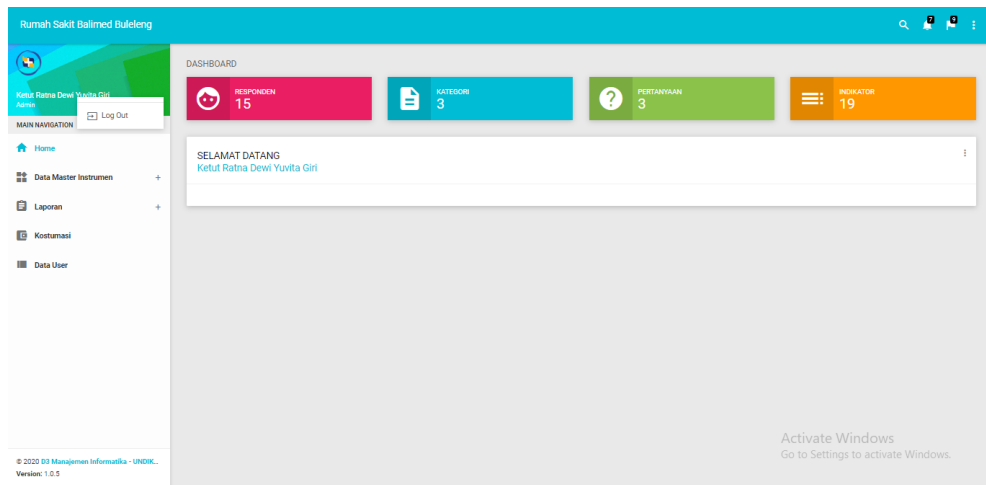 Rumah Sakit Balimed Buleleng
7
9
Ketut Ratna Dewi Yuvita Giri
Admin
Log Out
MAIN NAVIGATION
Home
Data Master Instrumen +
Laporan +
Kostumasi
Data User
© 2020 D3 Manajemen Informatika - UNDIK...
Version: 1.0.5
DASHBOARD
RESPONDEN
15
KATEGORI
3
PERTANYAAN
3
INDIKATOR
19
SELAMAT DATANG
Ketut Ratna Dewi Yuvita Giri
Activate Windows
Go to Settings to activate Windows.